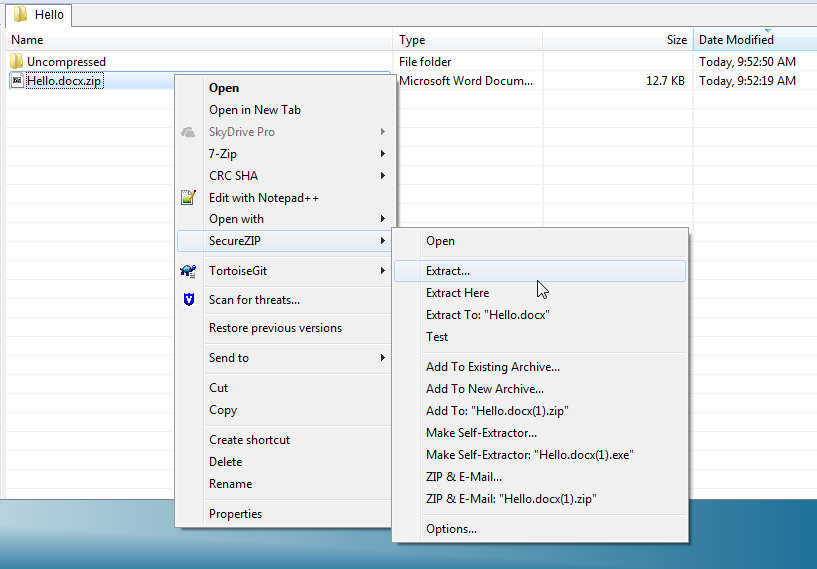 Hello
Name Type Size Date Modified
Uncompressed File folder Today, 9:52:50 AM
Hello.docx.zip Microsoft Word Docum... 12.7 KB Today, 9:52:19 AM
Open
Open in New Tab
SkyDrive Pro
7-Zip
CRC SHA
Edit with Notepad++
Open with
SecureZIP
TortoiseGit
Scan for threats...
Restore previous versions
Send to
Cut
Copy
Create shortcut
Delete
Rename
Properties
Open
Extract...
Extract Here
Extract To: "Hello.docx"
Test
Add To Existing Archive...
Add To New Archive...
Add To: "Hello.docx(1).zip"
Make Self-Extractor...
Make Self-Extractor: "Hello.docx(1).exe"
ZIP & E-Mail...
ZIP & E-Mail: "Hello.docx(1).zip"
Options...